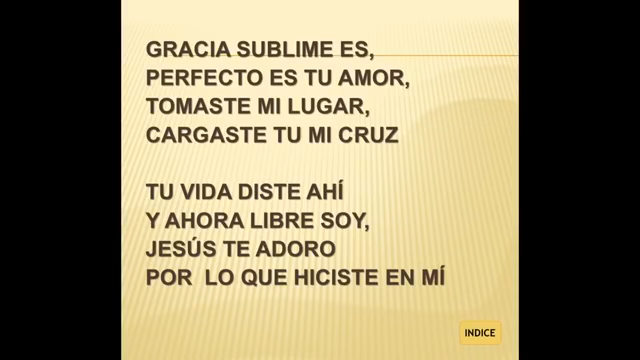 GRACIA SUBLIME ES,
PERFECTO ES TU AMOR,
TOMASTE MI LUGAR,
CARGASTE TU MI CRUZ
TU VIDA DISTE AHÍ
Y AHORA LIBRE SOY,
JESÚS TE ADORO
POR  LO QUE HICISTE EN MÍ
INDICE